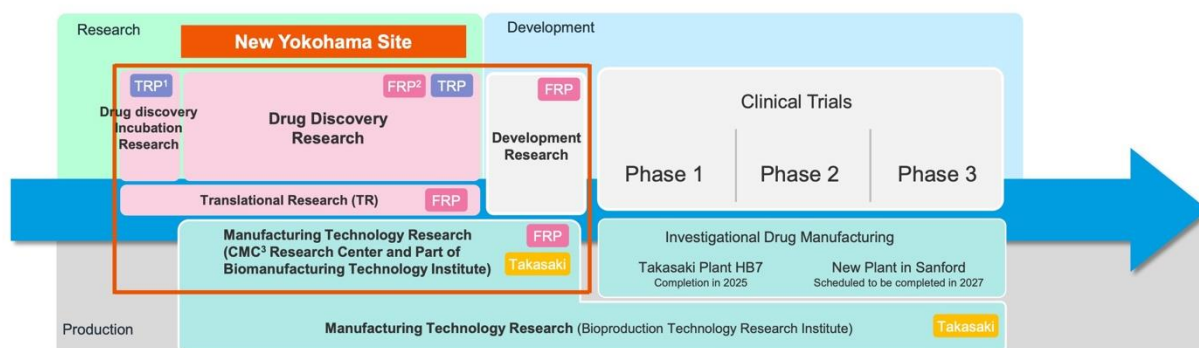 Research
New Yokohama Site
Development
TRP¹
Drug discovery
Incubation
Research
FRP²
TRP
Drug Discovery
Research
FRP
Development
Research
Clinical Trials
Phase 1
Phase 2
Phase 3
Translational Research (TR)
FRP
Manufacturing Technology Research
(CMC³ Research Center and Part of
Biomanufacturing Technology Institute)
FRP
Takasaki
Investigational Drug Manufacturing
Takasaki Plant HB7
Completion in 2025
New Plant in Sanford
Scheduled to be completed in 2027
Production
Manufacturing Technology Research (Bioproduction Technology Research Institute)
Takasaki